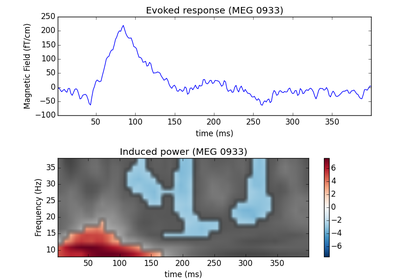 Evoked response (MEG 0933)
Magnetic Field (fT/cm)
250
200
150
100
50
0
−50
−100
50 100 150 200 250 300 350
time (ms)
Induced power (MEG 0933)
Frequency (Hz)
35
30
25
20
15
10
50 100 150 200 250 300 350
time (ms)
6
4
2
0
−2
−4
−6